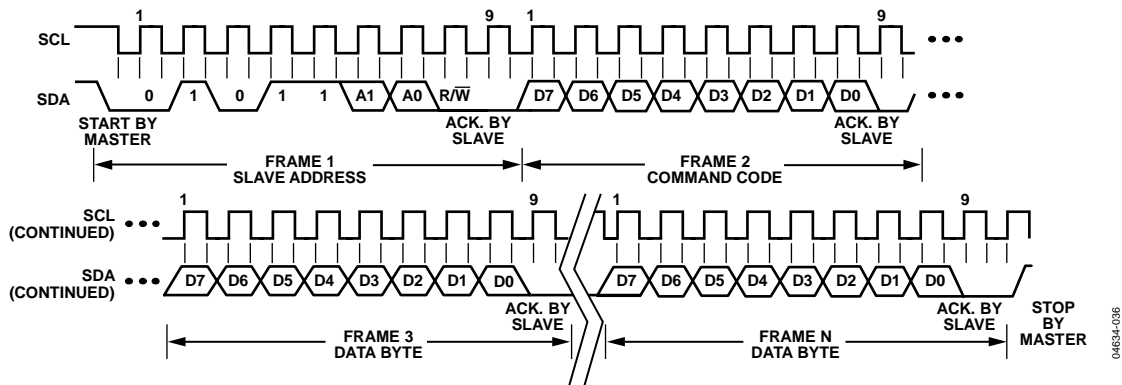 1 9 1 9
SCL
SDA 0 1 0 1 1 A1 A0 R/W̅ D7 D6 D5 D4 D3 D2 D1 D0
START BY
MASTER
ACK. BY
SLAVE
ACK. BY
SLAVE
FRAME 1
SLAVE ADDRESS
FRAME 2
COMMAND CODE
1 9 1 9
SCL
(CONTINUED)
SDA
(CONTINUED)
D7 D6 D5 D4 D3 D2 D1 D0 D7 D6 D5 D4 D3 D2 D1 D0
ACK. BY
SLAVE
ACK. BY
SLAVE
STOP
BY
MASTER
FRAME 3
DATA BYTE
FRAME N
DATA BYTE
04634-036